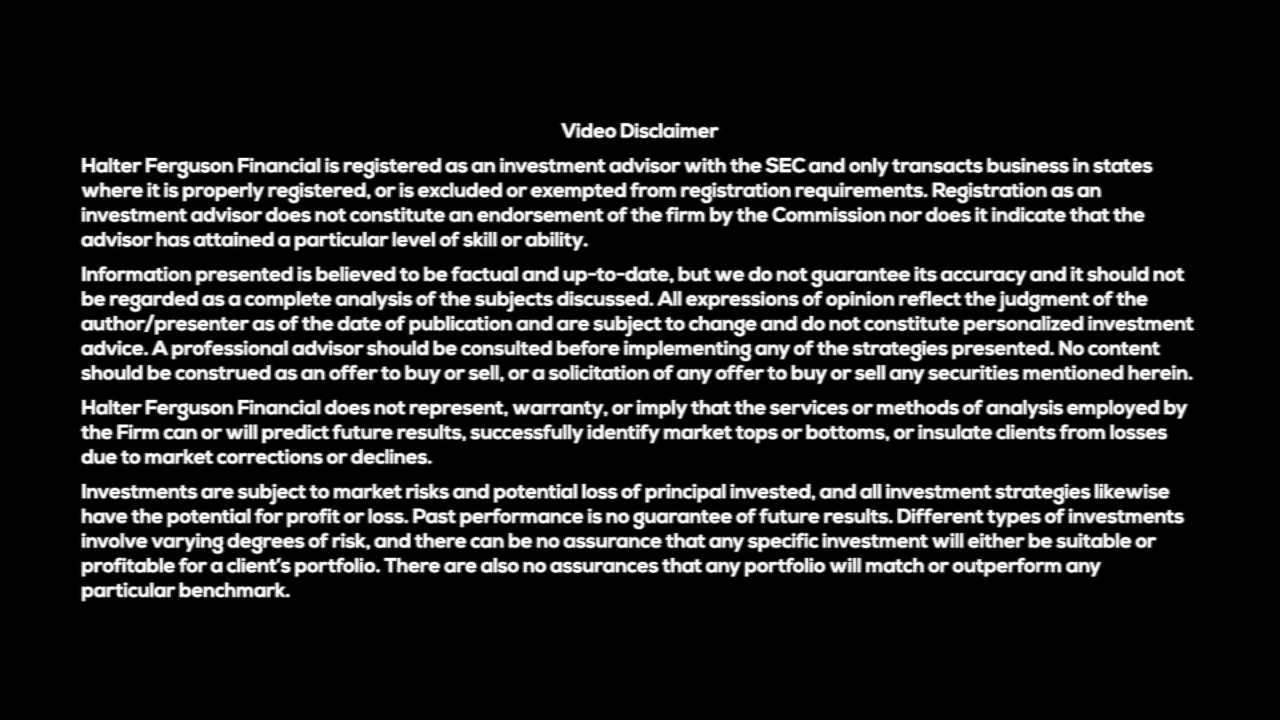 Video Disclaimer
Halter Ferguson Financial is registered as an investment advisor with the SEC and only transacts business in states
where it is properly registered, or is excluded or exempted from registration requirements. Registration as an
investment advisor does not constitute an endorsement of the firm by the Commission nor does it indicate that the
advisor has attained a particular level of skill or ability.
Information presented is believed to be factual and up-to-date, but we do not guarantee its accuracy and it should not
be regarded as a complete analysis of the subjects discussed. All expressions of opinion reflect the judgment of the
author/presenter as of the date of publication and are subject to change and do not constitute personalized investment
advice. A professional advisor should be consulted before implementing any of the strategies presented. No content
should be construed as an offer to buy or sell, or a solicitation of any offer to buy or sell any securities mentioned herein.
Halter Ferguson Financial does not represent, warranty, or imply that the services or methods of analysis employed by
the Firm can or will predict future results, successfully identify market tops or bottoms, or insulate clients from losses
due to market corrections or declines.
Investments are subject to market risks and potential loss of principal invested, and all investment strategies likewise
have the potential for profit or loss. Past performance is no guarantee of future results. Different types of investments
involve varying degrees of risk, and there can be no assurance that any specific investment will either be suitable or
profitable for a client's portfolio. There are also no assurances that any portfolio will match or outperform any
particular benchmark.